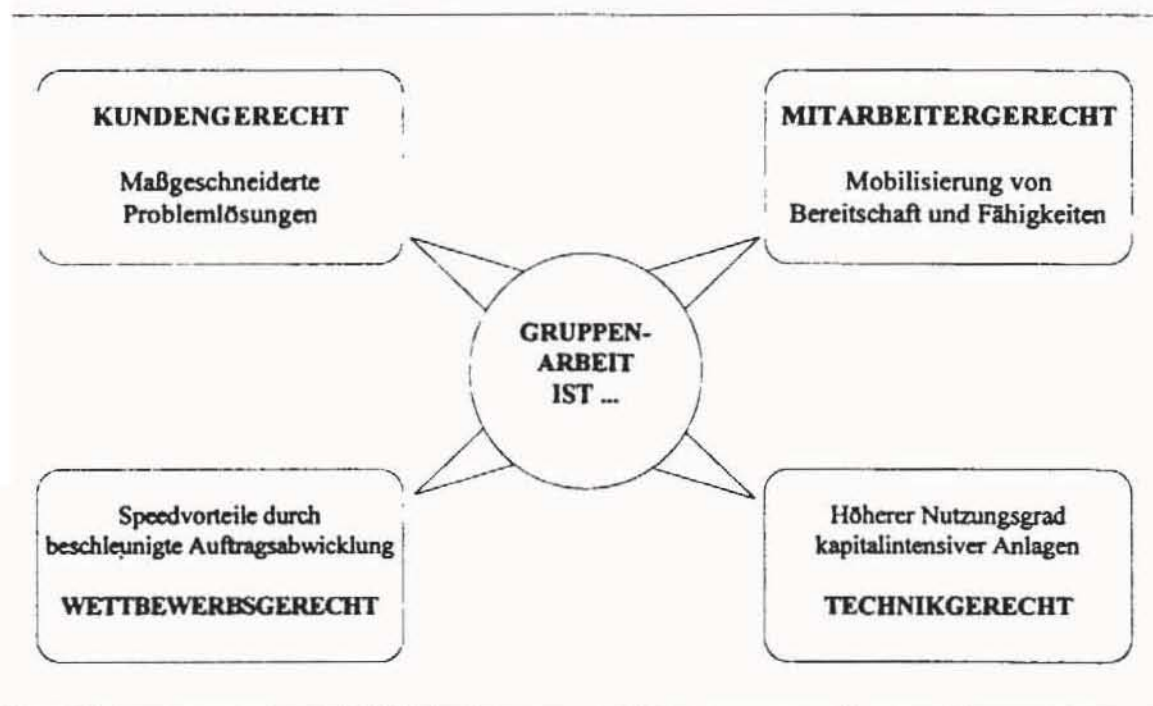 KUNDENGERECHT
Maßgeschneiderte
Problemlösungen
MITARBEITERGERECHT
Mobilisierung von
Bereitschaft und Fähigkeiten
GRUPPEN-
ARBEIT
IST ...
Speedvorteile durch
beschleunigte Auftragsabwicklung
WETTBEWERBSGERECHT
Höherer Nutzungsgrad
kapitalintensiver Anlagen
TECHNIKGERECHT